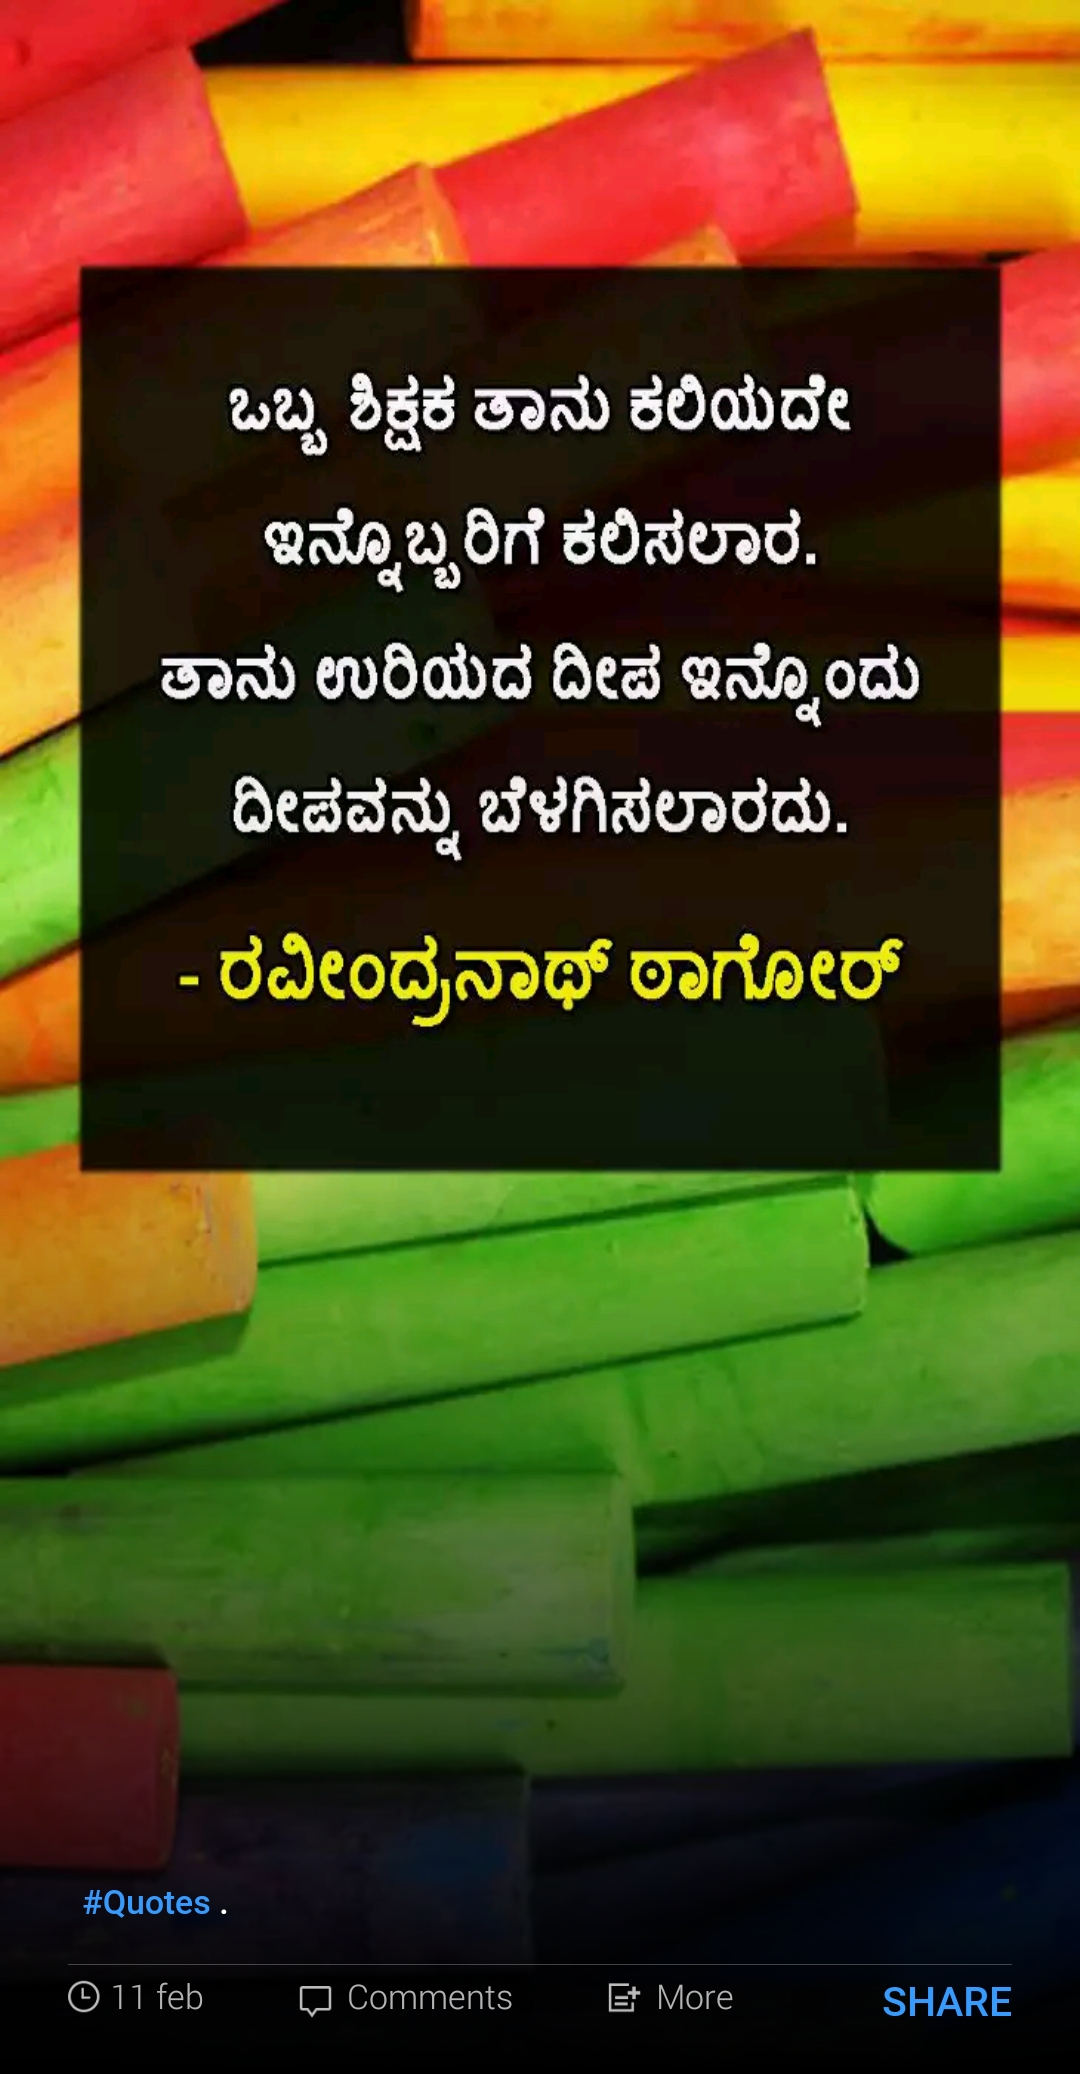 ಒಬ್ಬ ಶಿಕ್ಷಕ ತಾನು ಕಲಿಯದೇ
ಇನ್ನೊಬ್ಬರಿಗೆ ಕಲಿಸಲಾರ.
ತಾನು ಉರಿಯದ ದೀಪ ಇನ್ನೊಂದು
ದೀಪವನ್ನು ಬೆಳಗಿಸಲಾರದು.
- ರವೀಂದ್ರನಾಥ್ ಠಾಗೋರ್
#Quotes .
11 feb Comments More SHARE